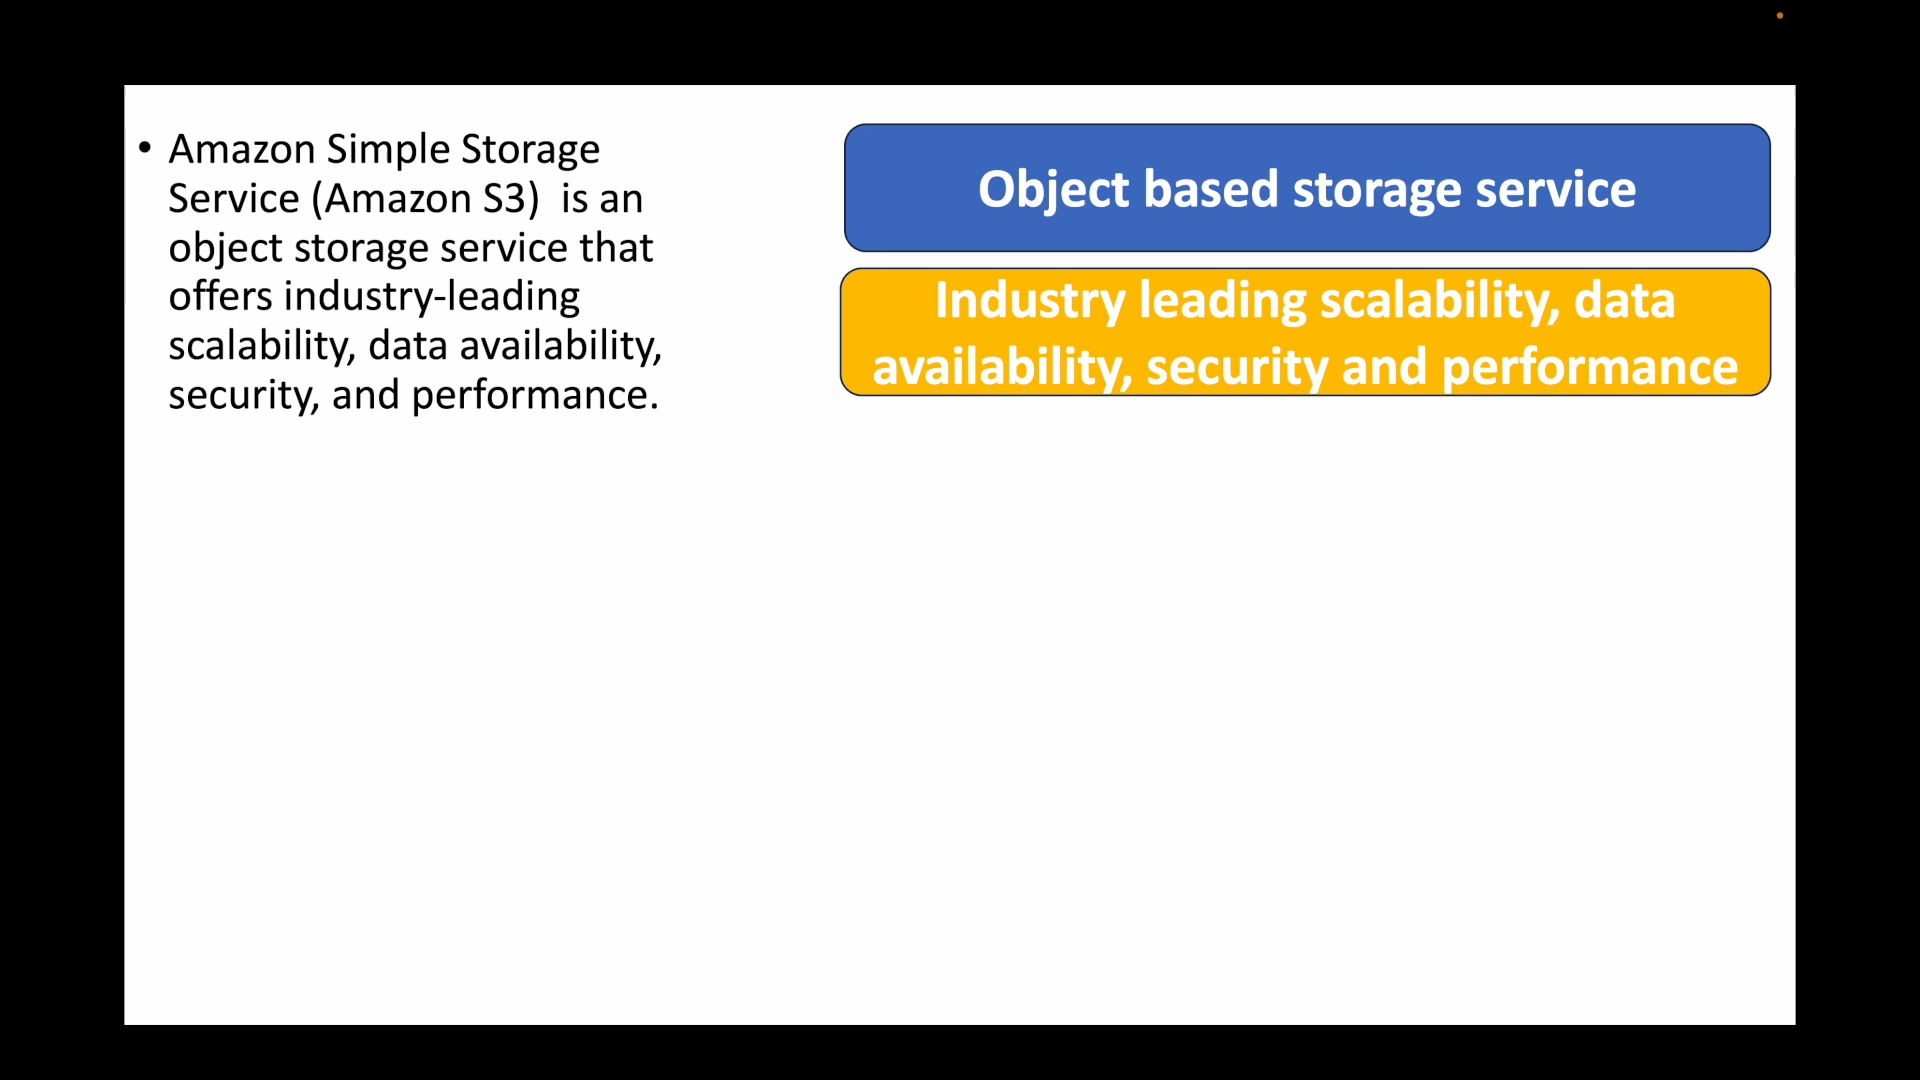 • Amazon Simple Storage
Service (Amazon S3)  is an
object storage service that
offers industry-leading
scalability, data availability,
security, and performance.
Object based storage service
Industry leading scalability, data
availability, security and performance